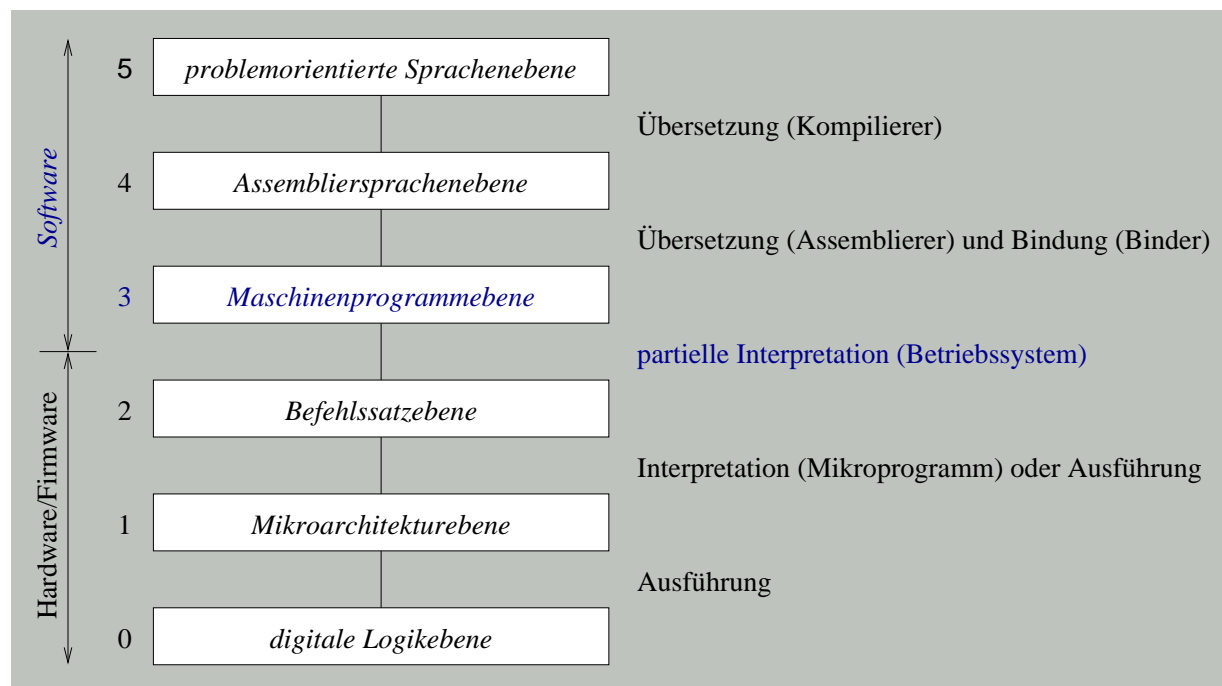 5 problemorientierte Sprachenebene
Übersetzung (Kompilierer)
4 Assembliersprachenebene
Übersetzung (Assemblierer) und Bindung (Binder)
3 Maschinenprogrammebene
partielle Interpretation (Betriebssystem)
2 Befehlssatzebene
Interpretation (Mikroprogramm) oder Ausführung
1 Mikroarchitekturebene
Ausführung
0 digitale Logikebene
Software
Hardware/Firmware